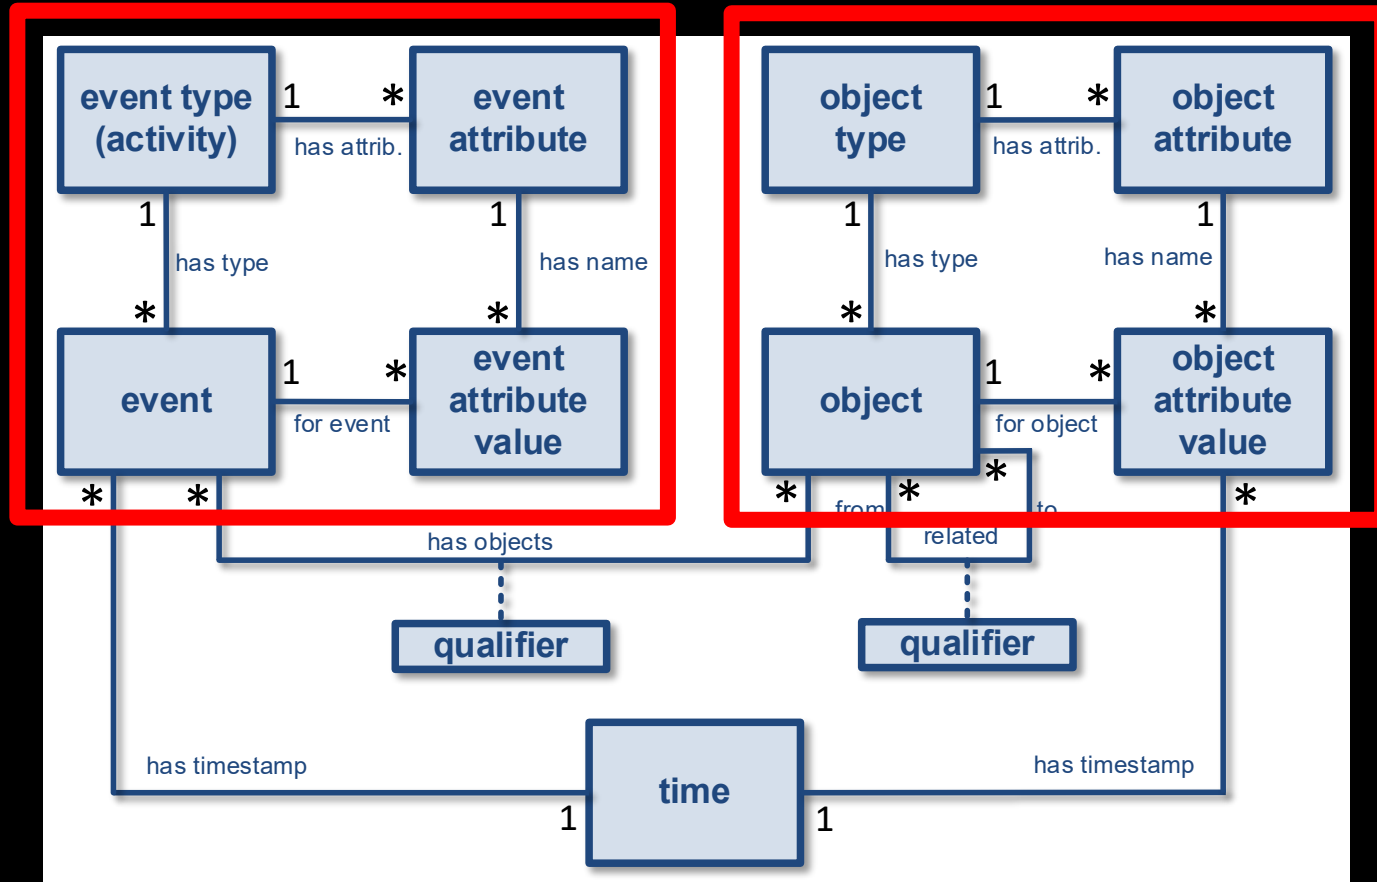 event type
(activity)
1
*
has attrib.
event
attribute
object
type
1
*
has attrib.
object
attribute
1
has type
*
1
has name
*
1
has type
*
1
has name
*
event
1
*
for event
event
attribute
value
object
1
*
for object
object
attribute
value
*
*
*
*
*
*
from
to
related
has objects
qualifier
qualifier
has timestamp
1
time
1
has timestamp